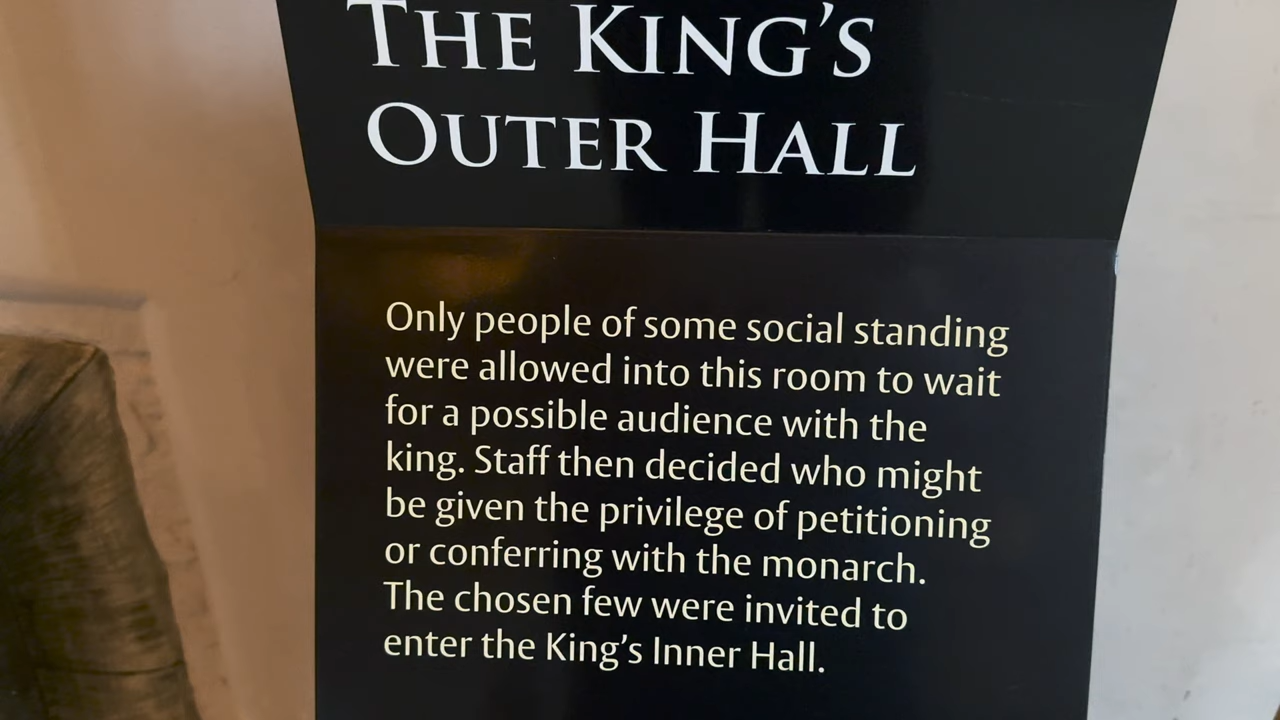 THE KING'S
OUTER HALL
Only people of some social standing
were allowed into this room to wait
for a possible audience with the
king. Staff then decided who might
be given the privilege of petitioning
or conferring with the monarch.
The chosen few were invited to
enter the King's Inner Hall.